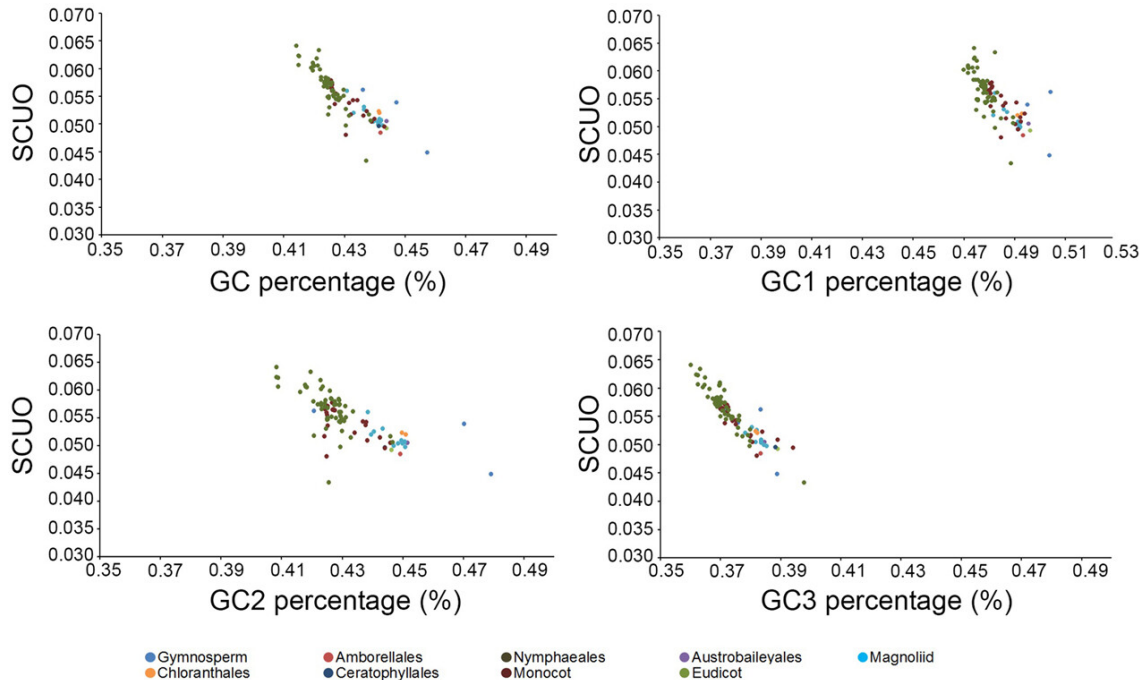 0.070
0.065
0.060
0.055
0.050
0.045
0.040
0.035
0.030
SCUO
0.35 0.37 0.39 0.41 0.43 0.45 0.47 0.49
GC percentage (%)
0.070
0.065
0.060
0.055
0.050
0.045
0.040
0.035
0.030
SCUO
0.35 0.37 0.39 0.41 0.43 0.45 0.47 0.49 0.51 0.53
GC1 percentage (%)
0.070
0.065
0.060
0.055
0.050
0.045
0.040
0.035
0.030
SCUO
0.35 0.37 0.39 0.41 0.43 0.45 0.47 0.49
GC2 percentage (%)
0.070
0.065
0.060
0.055
0.050
0.045
0.040
0.035
0.030
SCUO
0.35 0.37 0.39 0.41 0.43 0.45 0.47 0.49
GC3 percentage (%)
Gymnosperm Amborellales Nymphaeales Austrobaileyales Magnoliid
Chloranthales Ceratophyllales Monocot Eudicot